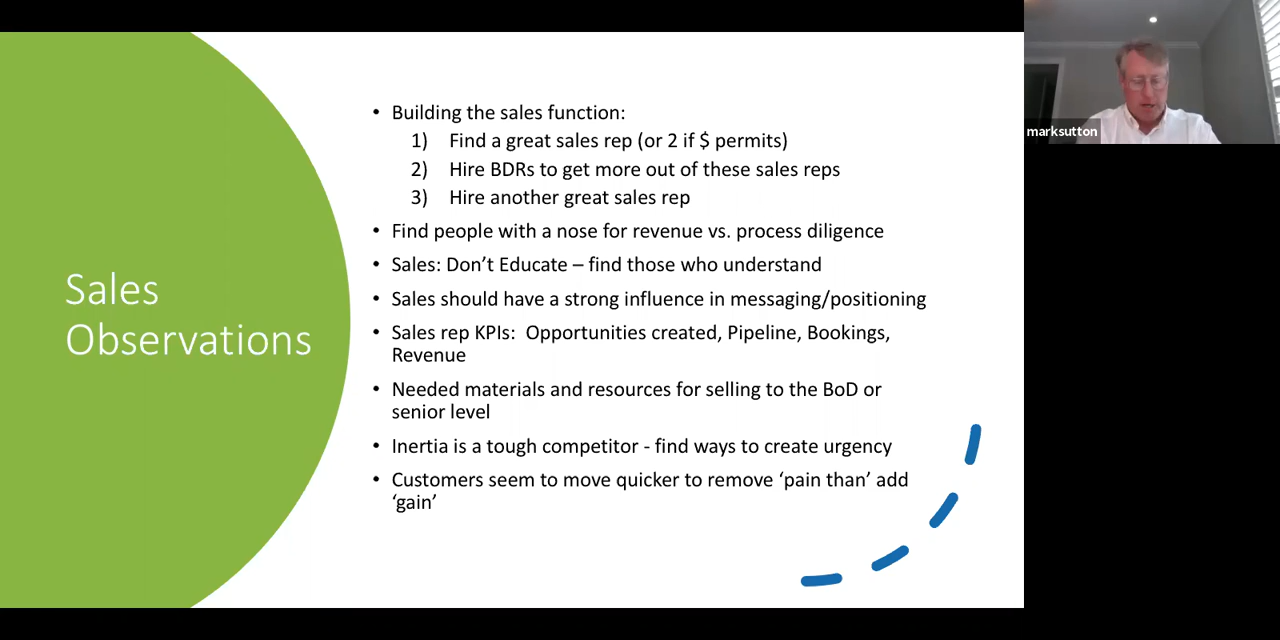 Sales
Observations
• Building the sales function:
1) Find a great sales rep (or 2 if $ permits)
2) Hire BDRs to get more out of these sales reps
3) Hire another great sales rep
• Find people with a nose for revenue vs. process diligence
• Sales: Don’t Educate – find those who understand
• Sales should have a strong influence in messaging/positioning
• Sales rep KPIs:  Opportunities created, Pipeline, Bookings,
Revenue
• Needed materials and resources for selling to the BoD or
senior level
• Inertia is a tough competitor - find ways to create urgency
• Customers seem to move quicker to remove ‘pain than’ add
‘gain’
marksutton